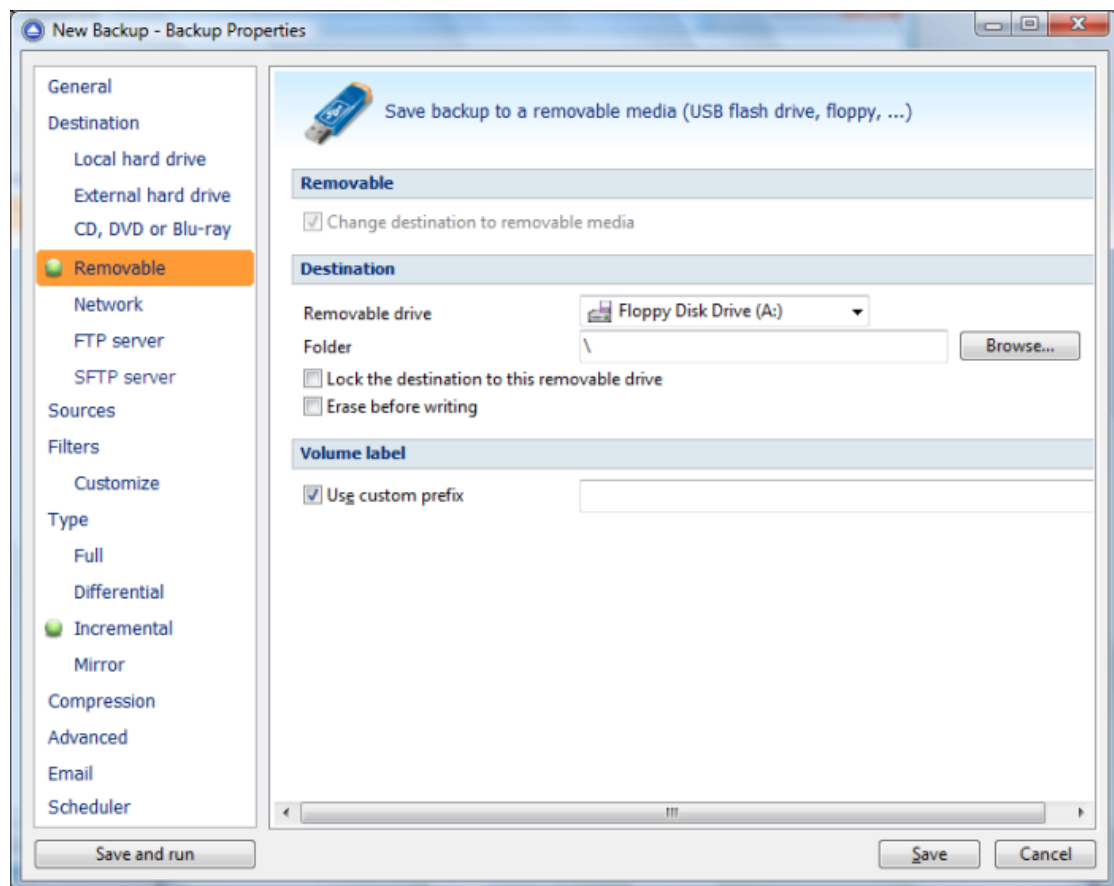 New Backup - Backup Properties
General
Destination
Local hard drive
External hard drive
CD, DVD or Blu-ray
Removable
Network
FTP server
SFTP server
Sources
Filters
Customize
Type
Full
Differential
Incremental
Mirror
Compression
Advanced
Email
Scheduler
Save backup to a removable media (USB flash drive, floppy, ...)
Removable
Change destination to removable media
Destination
Removable drive Floppy Disk Drive (A:)
Folder \ Browse...
Lock the destination to this removable drive
Erase before writing
Volume label
Use custom prefix
Save and run Save Cancel